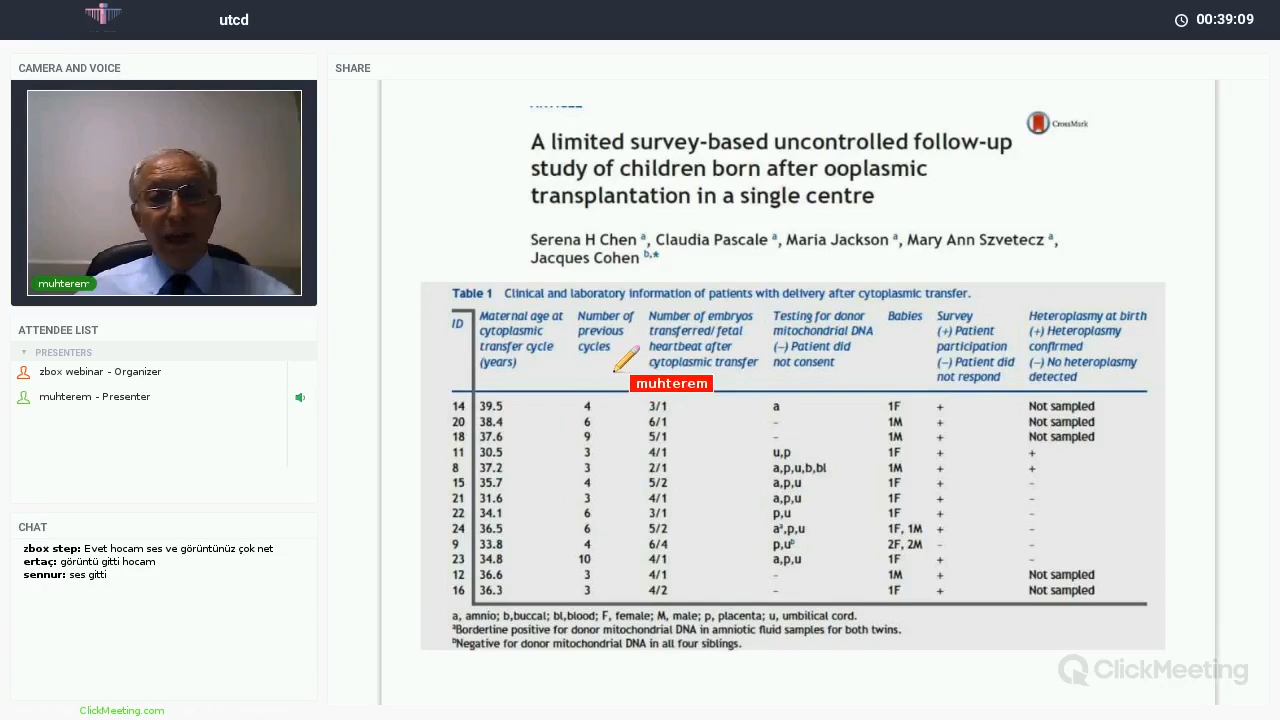 utcd
00:39:09
CAMERA AND VOICE
muhterem
ATTENDEE LIST
PRESENTERS
zbox webinar - Organizer
muhterem - Presenter
CHAT
zbox step: Evet hocam ses ve görüntünüz çok net
ertaç: görüntü gitti hocam
sennur: ses gitti
ClickMeeting.com
SHARE
CrossMark
A limited survey-based uncontrolled follow-up
study of children born after ooplasmic
transplantation in a single centre
Serena H Chen a, Claudia Pascale a, Maria Jackson a, Mary Ann Szvetecz a,
Jacques Cohen b,*
Table 1 Clinical and laboratory information of patients with delivery after cytoplasmic transfer.
ID Maternal age at Number of Number of embryos Testing for donor Babies Survey Heteroplasmy at birth
cytoplasmic previous transferred/fetal mitochondrial DNA (+) Patient (+) Heteroplasmy
transfer cycle cycles heartbeat after (–) Patient did participation confirmed
(years) cytoplasmic transfer not consent (–) Patient did (–) No heteroplasmy
not respond detected
muhterem
14 39.5 4 3/1 a 1F + Not sampled
20 38.4 6 6/1 – 1M + Not sampled
18 37.6 9 5/1 – 1M + Not sampled
11 30.5 3 4/1 u,p 1F + +
8 37.2 3 2/1 a,p,u,b,bl 1M + +
15 35.7 4 5/2 a,p,u 1F + –
21 31.6 3 4/1 a,p,u 1F + –
22 34.1 6 3/1 p,u 1F + –
24 36.5 6 5/2 aª,p,u 1F, 1M + –
9 33.8 4 6/4 p,uᵇ 2F, 2M – –
23 34.8 10 4/1 a,p,u 1F + –
12 36.6 3 4/1 – 1M + Not sampled
16 36.3 3 4/2 – 1F + Not sampled
a, amnio; b,buccal; bl,blood; F, female; M, male; p, placenta; u, umbilical cord.
ªBorderline positive for donor mitochondrial DNA in amniotic fluid samples for both twins.
ᵇNegative for donor mitochondrial DNA in all four siblings.
ClickMeeting